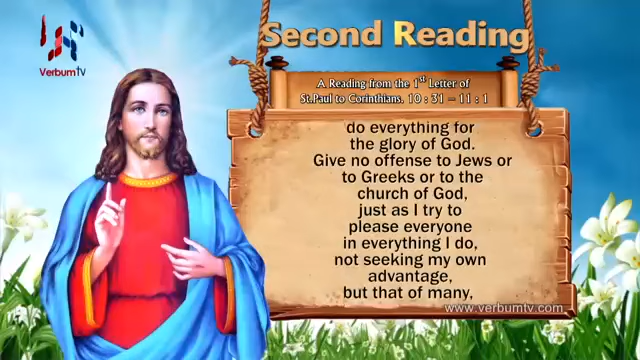 VerbumTV
Second Reading
A Reading from the 1st Letter of
St.Paul to Corinthians, 10 : 31 – 11 : 1
do everything for
the glory of God.
Give no offense to Jews or
to Greeks or to the
church of God,
just as I try to
please everyone
in everything I do,
not seeking my own
advantage,
but that of many,
www.verbumtv.com